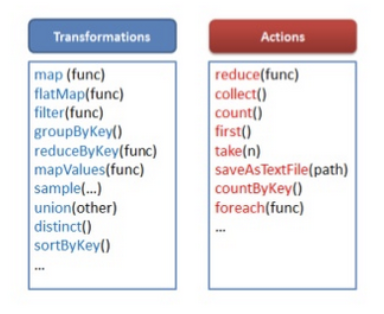 Transformations
map (func)
flatMap(func)
filter(func)
groupByKey()
reduceByKey(func)
mapValues(func)
sample(...)
union(other)
distinct()
sortByKey()
...
Actions
reduce(func)
collect()
count()
first()
take(n)
saveAsTextFile(path)
countByKey()
foreach(func)
...